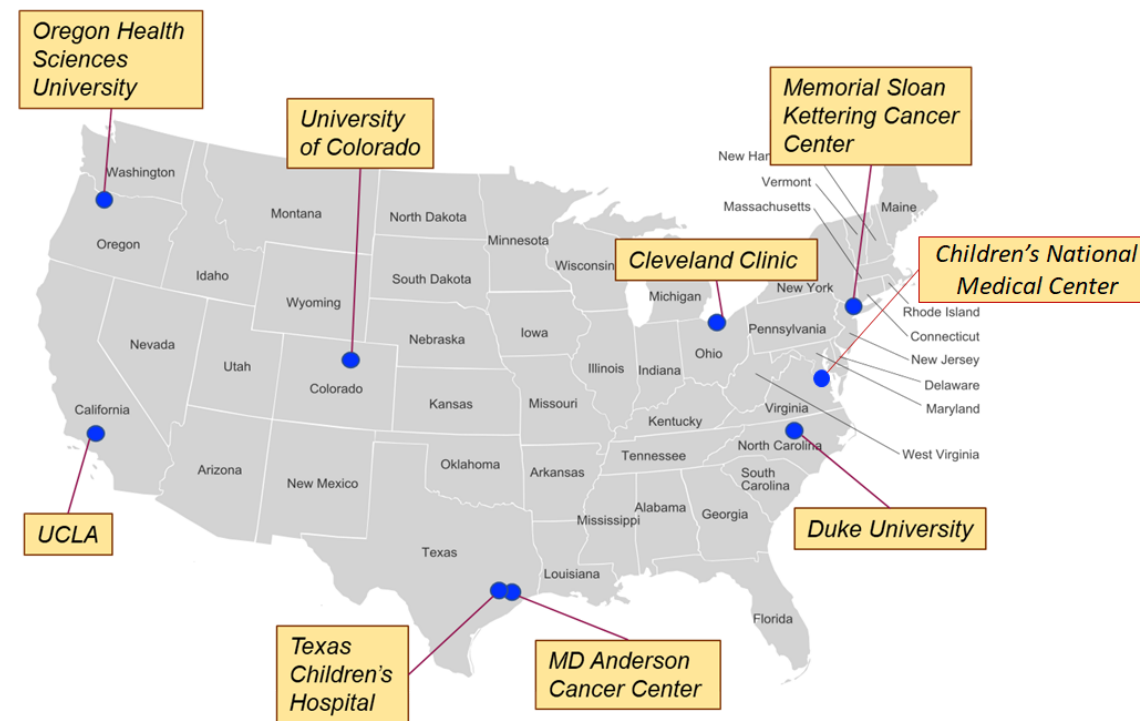 Oregon Health
Sciences
University
University
of Colorado
Memorial Sloan
Kettering Cancer
Center
Cleveland Clinic
Children's National
Medical Center
UCLA
Duke University
Texas
Children's
Hospital
MD Anderson
Cancer Center
Washington
Oregon
California
Nevada
Idaho
Montana
Wyoming
Utah
Colorado
Arizona
New Mexico
North Dakota
South Dakota
Nebraska
Kansas
Oklahoma
Texas
Minnesota
Iowa
Missouri
Arkansas
Louisiana
Wisconsin
Illinois
Michigan
Indiana
Ohio
Kentucky
Tennessee
Mississippi
Alabama
Georgia
Florida
South
Carolina
North Carolina
Virginia
Pennsylvania
New York
Maine
New Har
Vermont
Massachusetts
Rhode Island
Connecticut
New Jersey
Delaware
Maryland
West Virginia